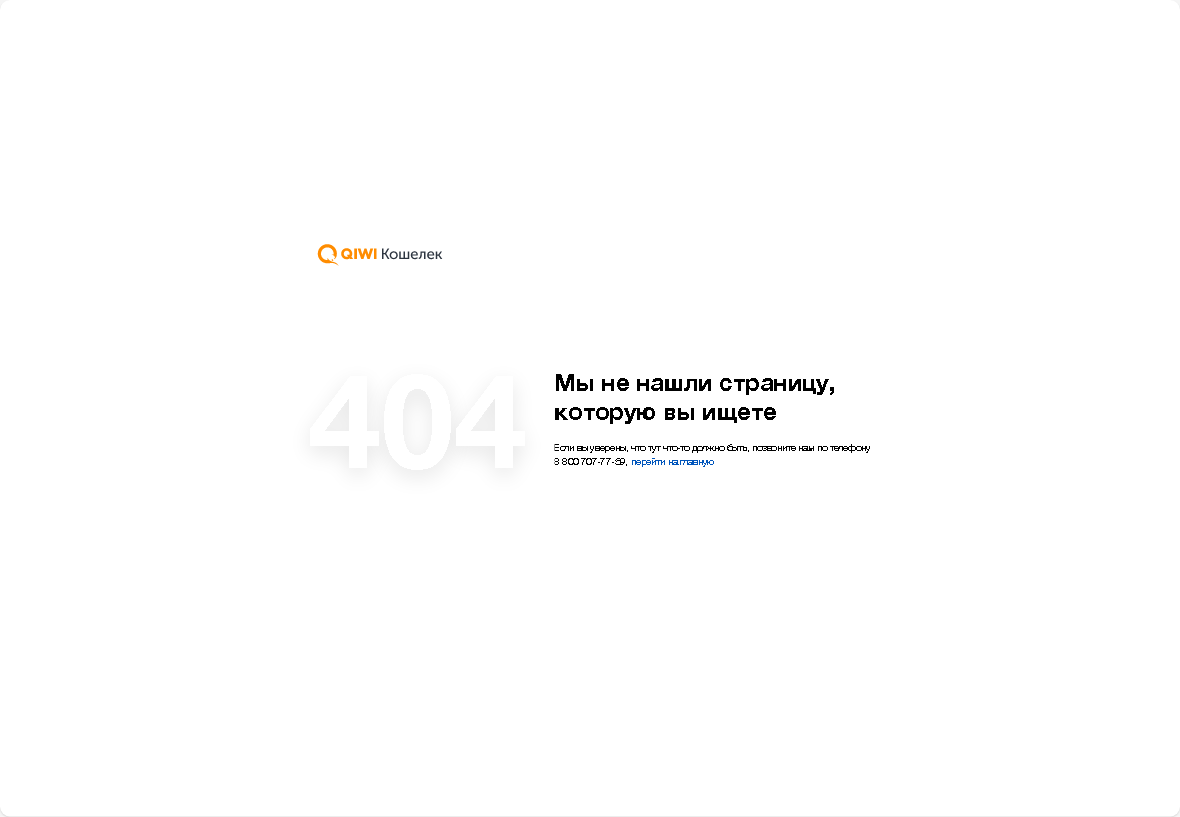 QIWI Кошелек
404
Мы не нашли страницу,
которую вы ищете
Если вы уверены, что тут что-то должно быть, позвоните нам по телефону
8 800 707-77-59, перейти на главную